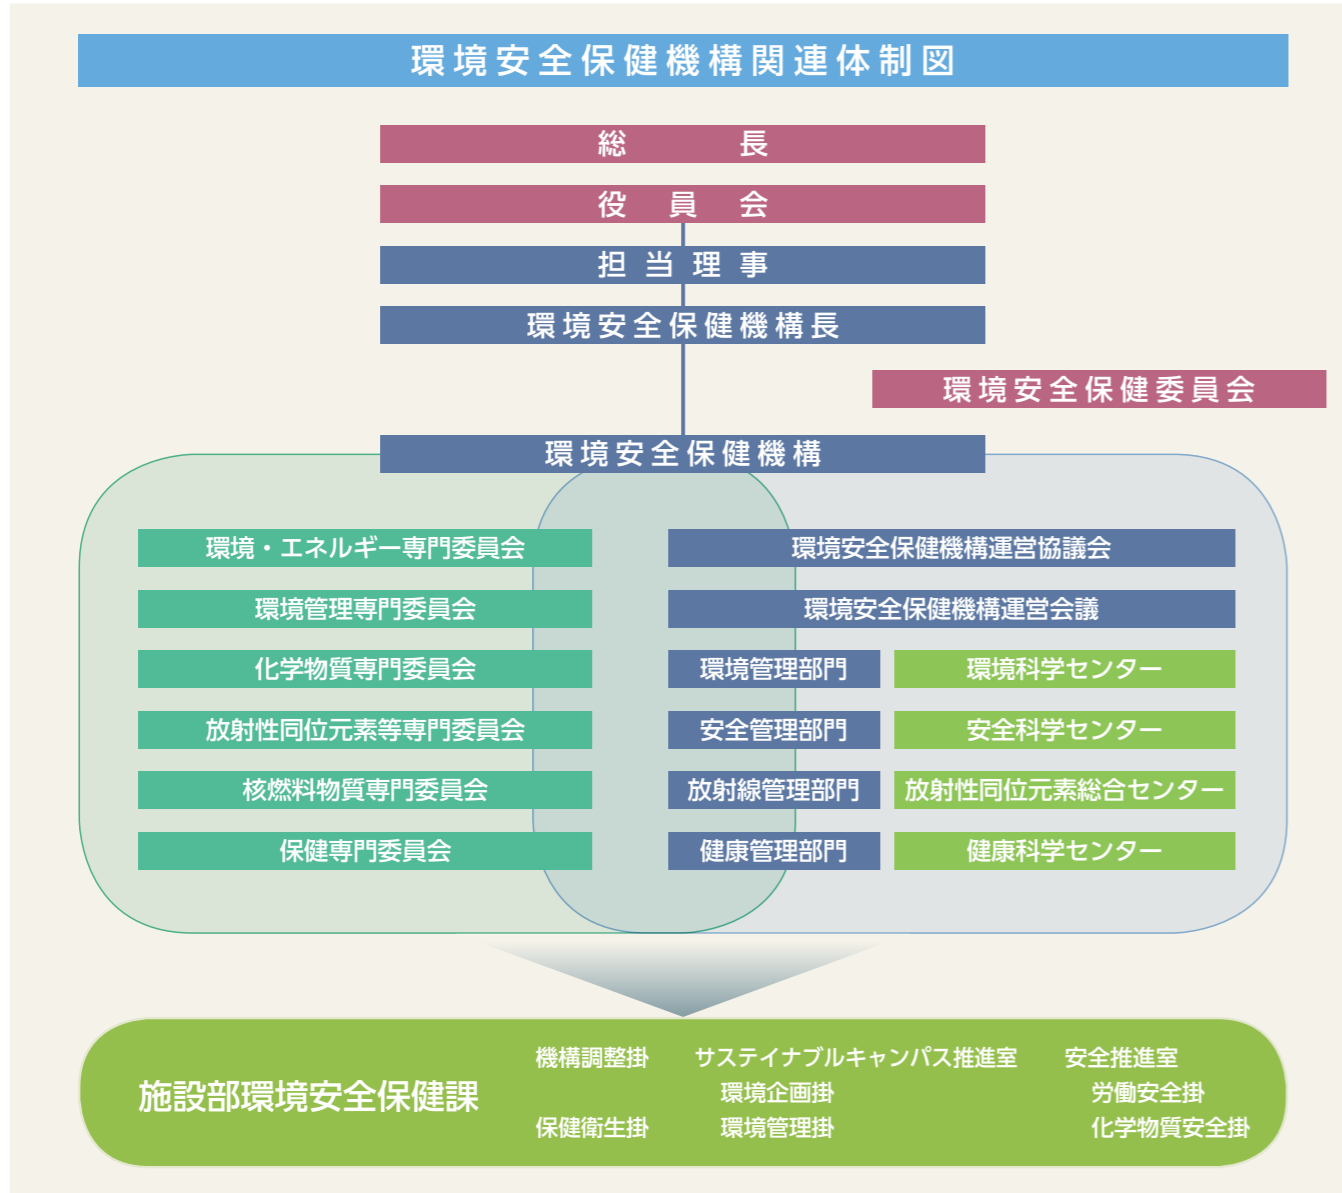 環境安全保健機構関連体制図
総長
役員会
担当理事
環境安全保健機構長
環境安全保健委員会
環境安全保健機構
環境・エネルギー専門委員会
環境管理専門委員会
化学物質専門委員会
放射性同位元素等専門委員会
核燃料物質専門委員会
保健専門委員会
環境安全保健機構運営協議会
環境安全保健機構運営会議
環境管理部門 環境科学センター
安全管理部門 安全科学センター
放射線管理部門 放射性同位元素総合センター
健康管理部門 健康科学センター
施設部環境安全保健課
機構調整掛 サステイナブルキャンパス推進室 安全推進室
環境企画掛 労働安全掛
保健衛生掛 環境管理掛 化学物質安全掛